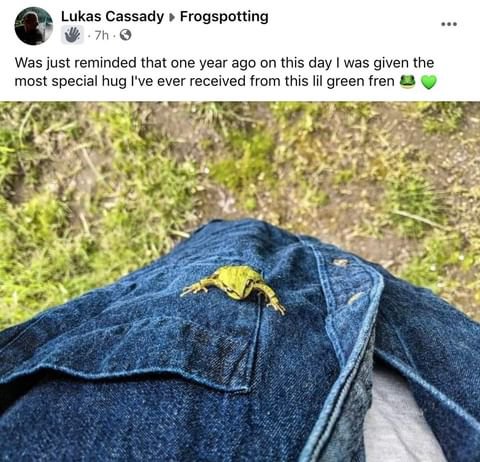 Lukas Cassady ▸ Frogspotting
· 7h ·
Was just reminded that one year ago on this day I was given the
most special hug I've ever received from this lil green fren 🐸 💚